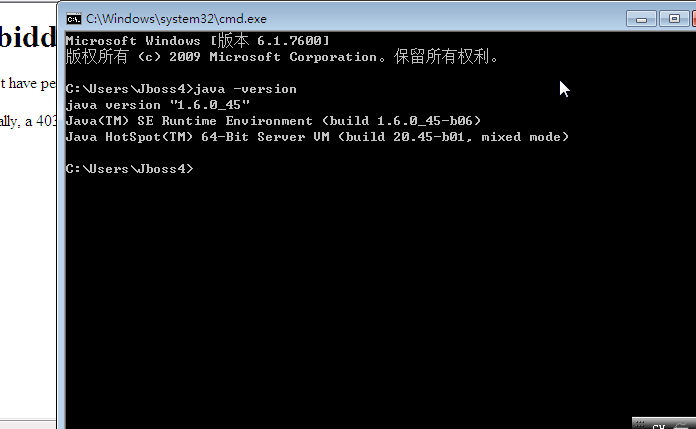 C:\Windows\system32\cmd.exe
Microsoft Windows [版本 6.1.7600]
版权所有 (c) 2009 Microsoft Corporation。保留所有权利。
C:\Users\Jboss4>java -version
java version "1.6.0_45"
Java(TM) SE Runtime Environment (build 1.6.0_45-b06)
Java HotSpot(TM) 64-Bit Server VM (build 20.45-b01, mixed mode)
C:\Users\Jboss4>
bidd
t have pe
ally, a 403